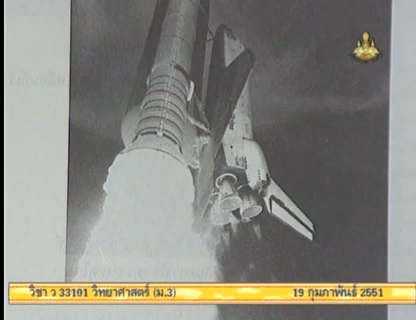 วิชา ว 33101 วิทยาศาสตร์ (ม.3) 19 กุมภาพันธ์ 2551